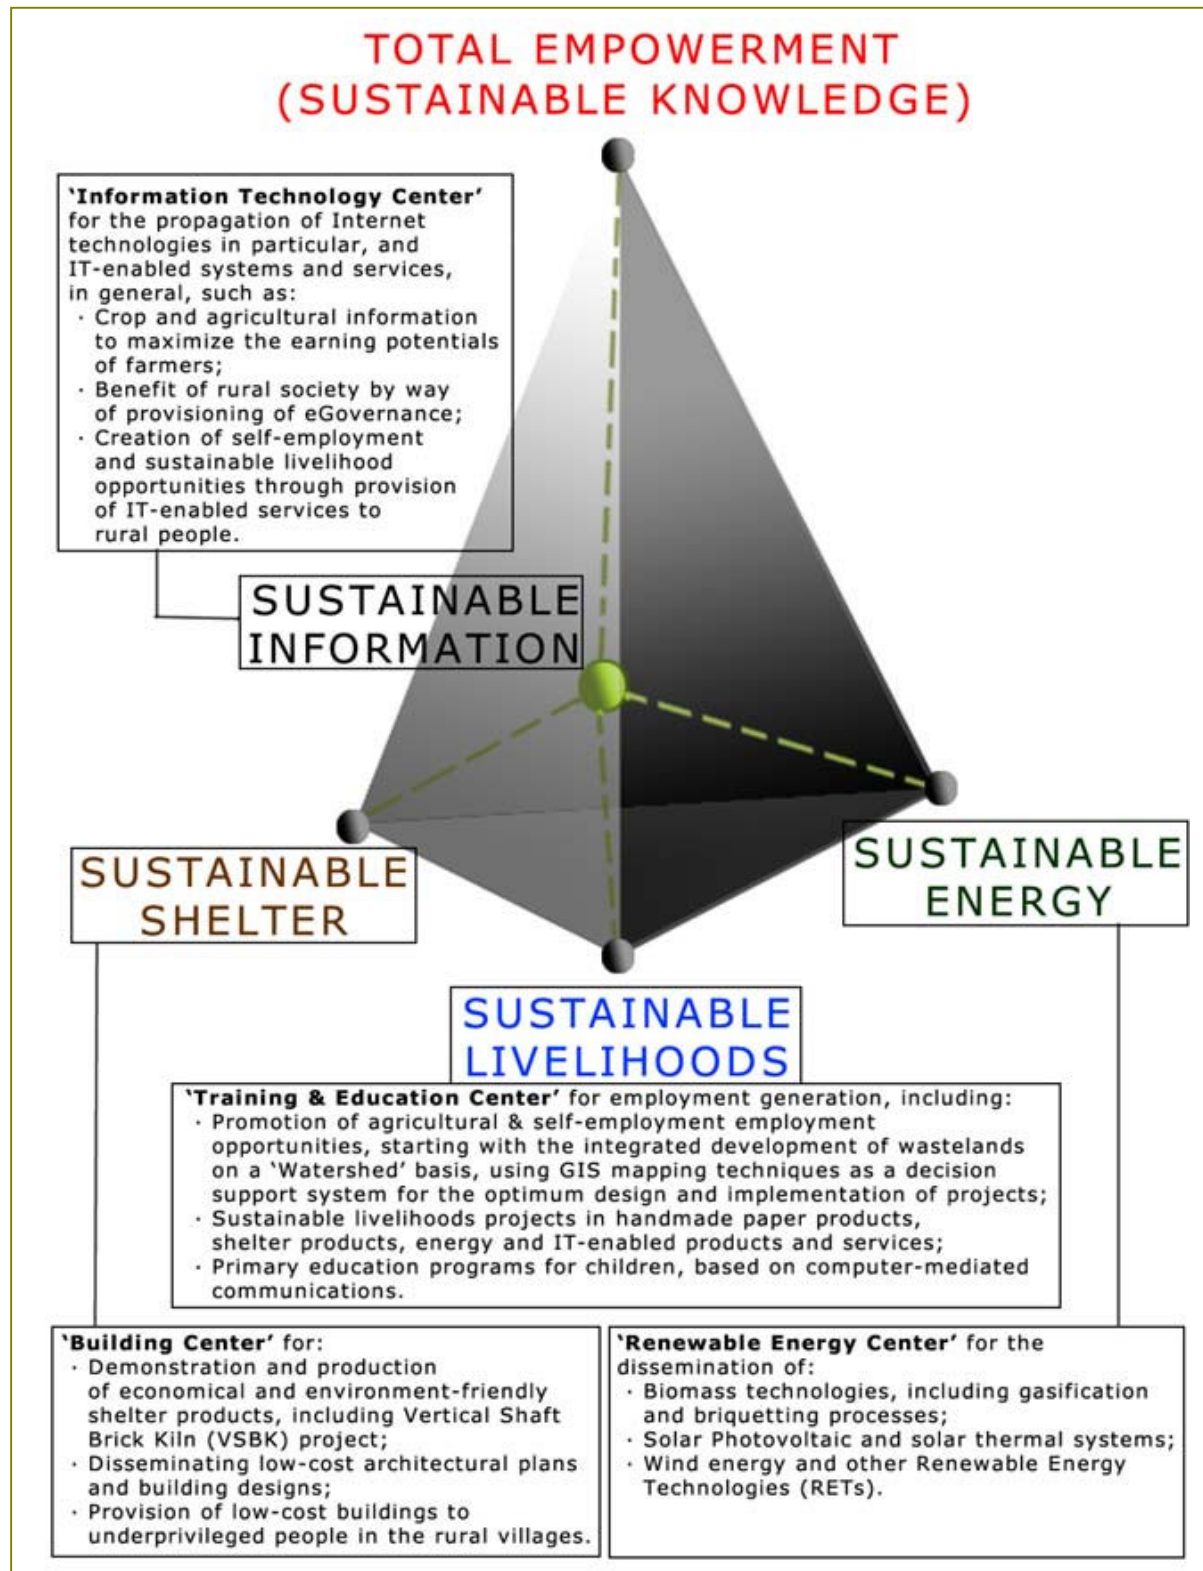 TOTAL EMPOWERMENT
(SUSTAINABLE KNOWLEDGE)
‘Information Technology Center’
for the propagation of Internet
technologies in particular, and
IT-enabled systems and services,
in general, such as:
· Crop and agricultural information
to maximize the earning potentials
of farmers;
· Benefit of rural society by way
of provisioning of eGovernance;
· Creation of self-employment
and sustainable livelihood
opportunities through provision
of IT-enabled services to
rural people.
SUSTAINABLE
INFORMATION
SUSTAINABLE
SHELTER
SUSTAINABLE
ENERGY
SUSTAINABLE
LIVELIHOODS
‘Training & Education Center’ for employment generation, including:
· Promotion of agricultural & self-employment employment
opportunities, starting with the integrated development of wastelands
on a ‘Watershed’ basis, using GIS mapping techniques as a decision
support system for the optimum design and implementation of projects;
· Sustainable livelihoods projects in handmade paper products,
shelter products, energy and IT-enabled products and services;
· Primary education programs for children, based on computer-mediated
communications.
‘Building Center’ for:
· Demonstration and production
of economical and environment-friendly
shelter products, including Vertical Shaft
Brick Kiln (VSBK) project;
· Disseminating low-cost architectural plans
and building designs;
· Provision of low-cost buildings to
underprivileged people in the rural villages.
‘Renewable Energy Center’ for the
dissemination of:
· Biomass technologies, including gasification
and briquetting processes;
· Solar Photovoltaic and solar thermal systems;
· Wind energy and other Renewable Energy
Technologies (RETs).